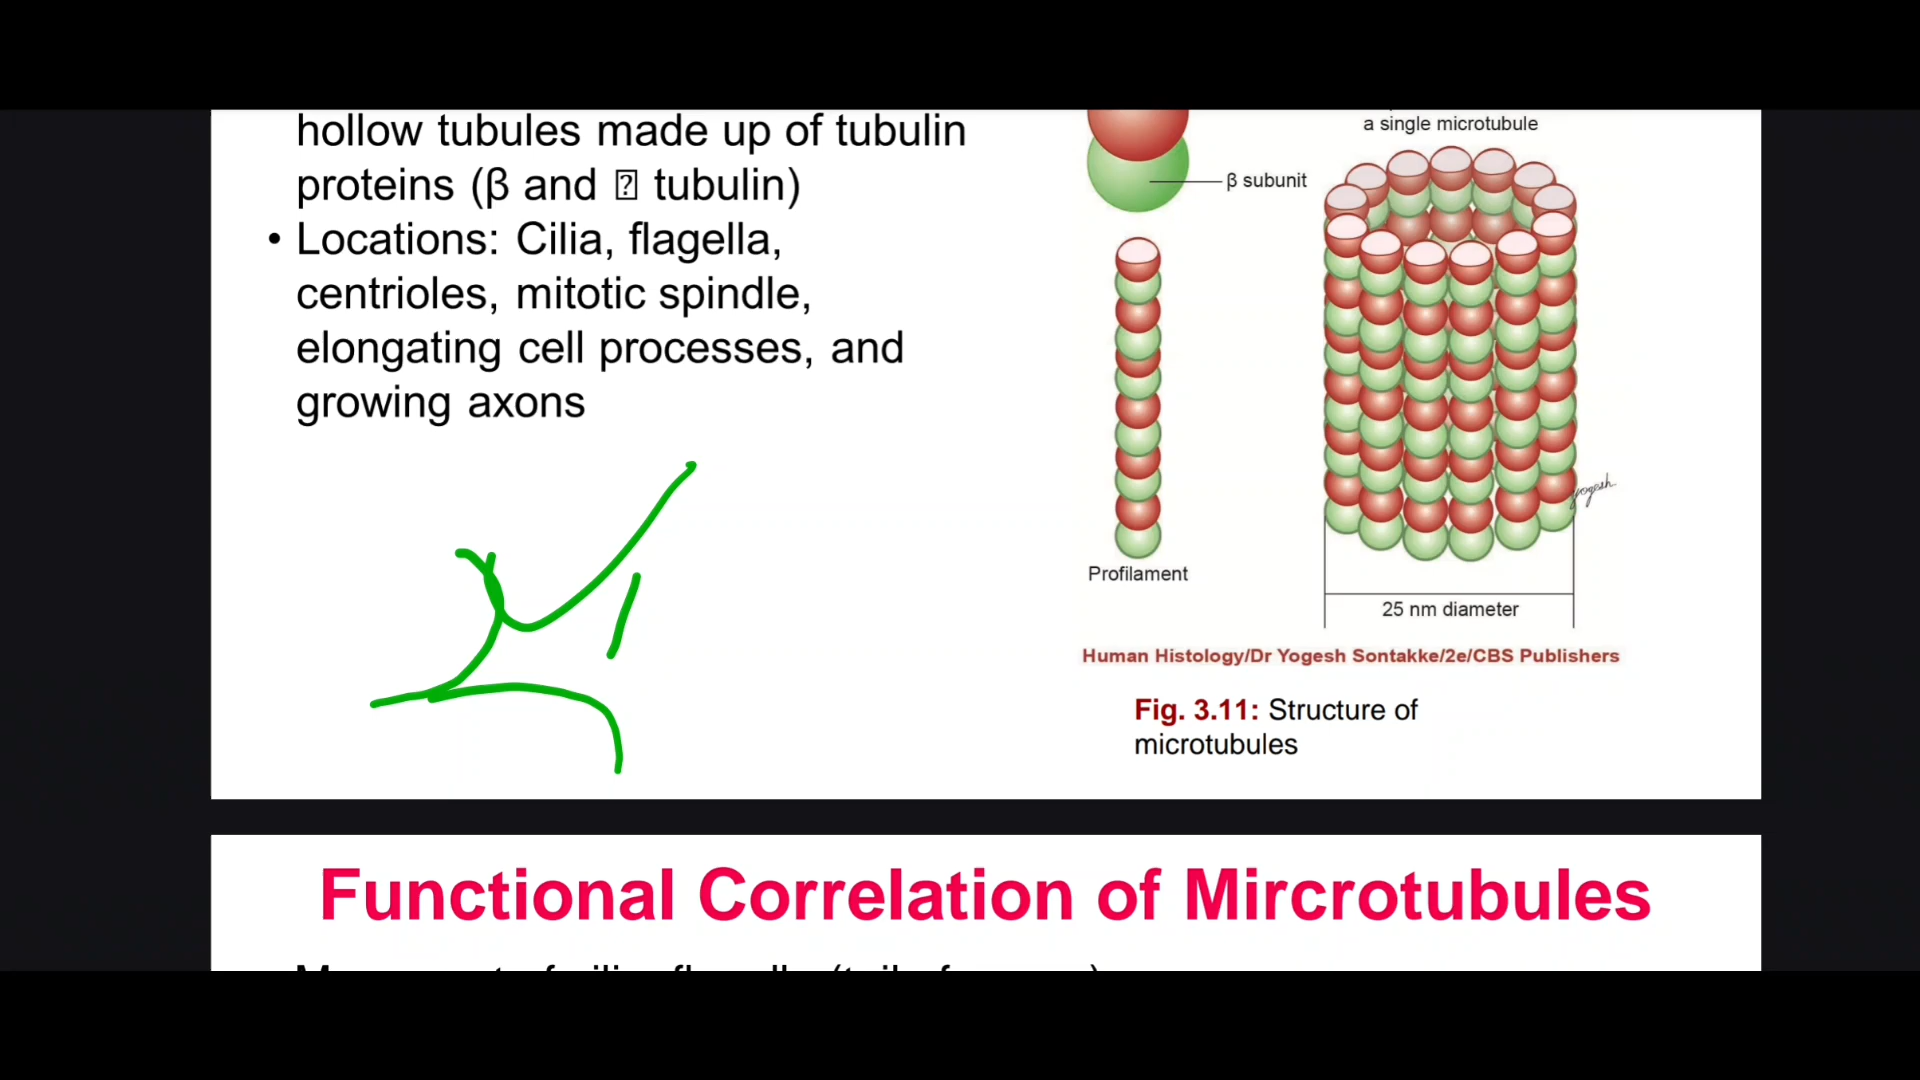 hollow tubules made up of tubulin
proteins (β and ⍰ tubulin)
• Locations: Cilia, flagella,
centrioles, mitotic spindle,
elongating cell processes, and
growing axons
a single microtubule
β subunit
Profilament
25 nm diameter
yogesh
Human Histology/Dr Yogesh Sontakke/2e/CBS Publishers
Fig. 3.11: Structure of
microtubules
Functional Correlation of Mircrotubules